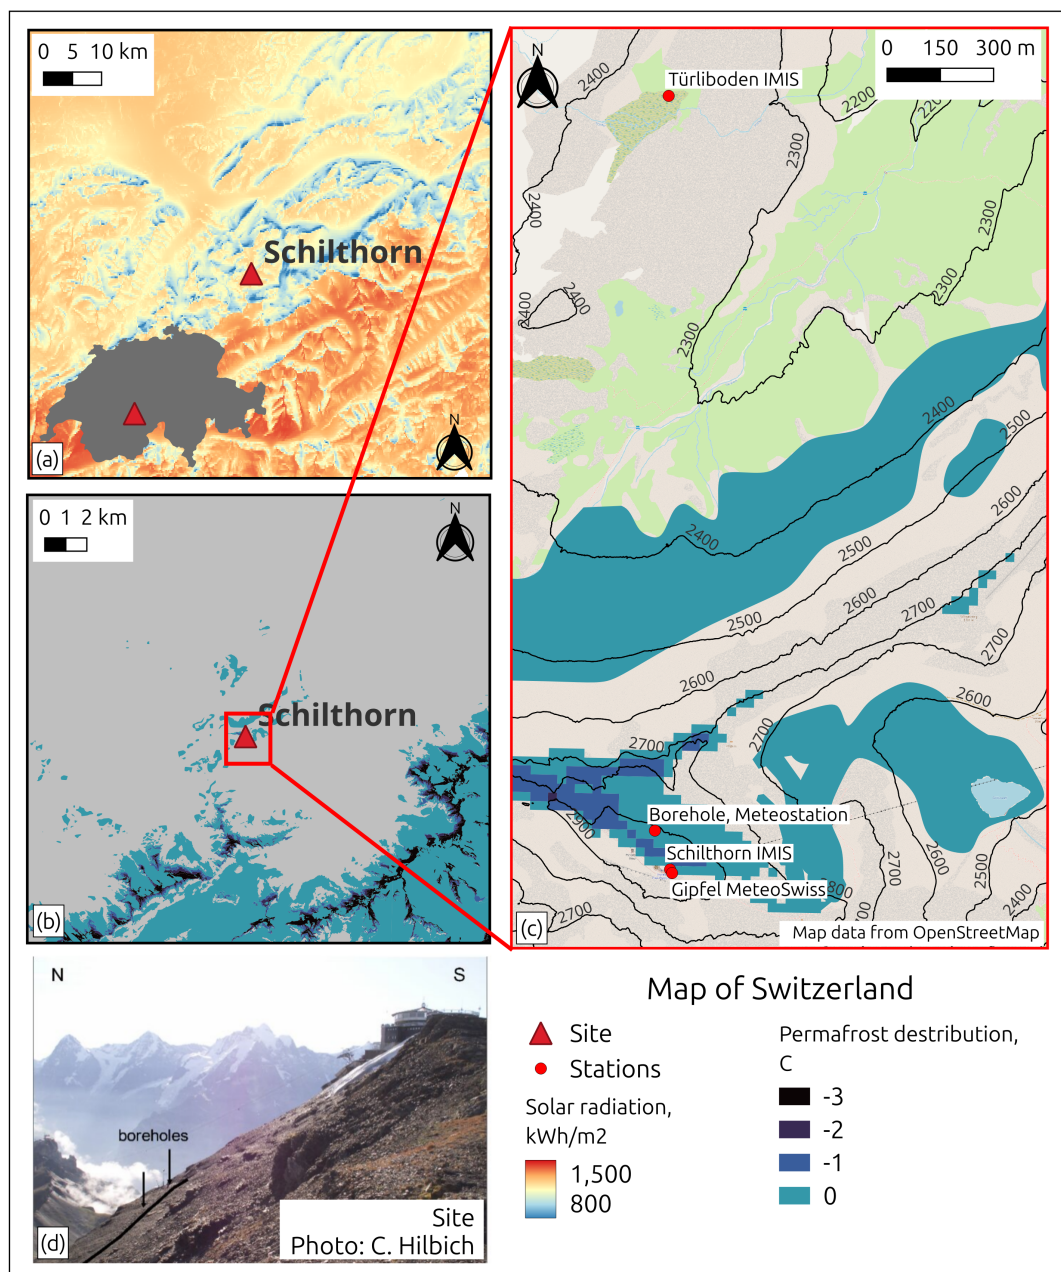 0 5 10 km
Schilthorn
N
(a)
0 1 2 km
N
Schilthorn
(b)
N
0 150 300 m
Türliboden IMIS
2400
2200
2300
2400
2300
2400
2400
2300
2300
2300
2400
2500
2400
2600
2500
2600
2700
2500
2700
2600
2600
2700
2700
Borehole, Meteostation
2900
Schilthorn IMIS
Gipfel MeteoSwiss
2800
2700
2600
2500
2400
2700
2700
(c)
Map data from OpenStreetMap
N
S
boreholes
(d)
Site
Photo: C. Hilbich
Map of Switzerland
Site
Stations
Solar radiation,
kWh/m2
1,500
800
Permafrost destribution,
C
-3
-2
-1
0